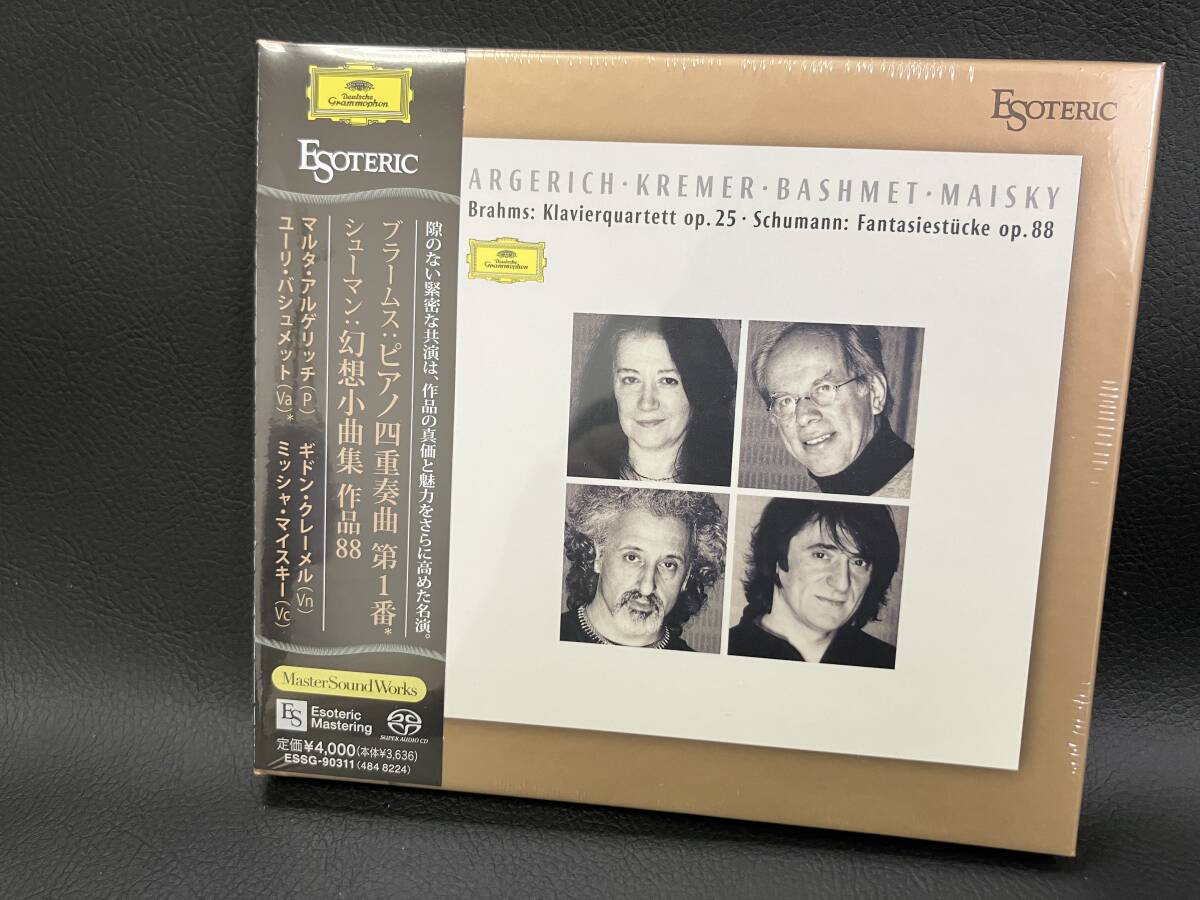 Deutsche
Grammophon
ESOTERIC
隙のない緊密な共演は、作品の真価と魅力をさらに高めた名演。
ブラームス:ピアノ四重奏曲 第1番*
シューマン:幻想小曲集 作品88
マルタ・アルゲリッチ(P) ギドン・クレーメル(Vn)
ユーリ・バシュメット(Va)* ミッシャ・マイスキー(Vc)
MasterSoundWorks
ES
Esoteric
Mastering
SUPER AUDIO CD
定価¥4,000(本体¥3,636)
ESSG-90311(484 8224)
ESOTERIC
ARGERICH・KREMER・BASHMET・MAISKY
Brahms: Klavierquartett op. 25・Schumann: Fantasiestücke op. 88
Deutsche
Grammophon